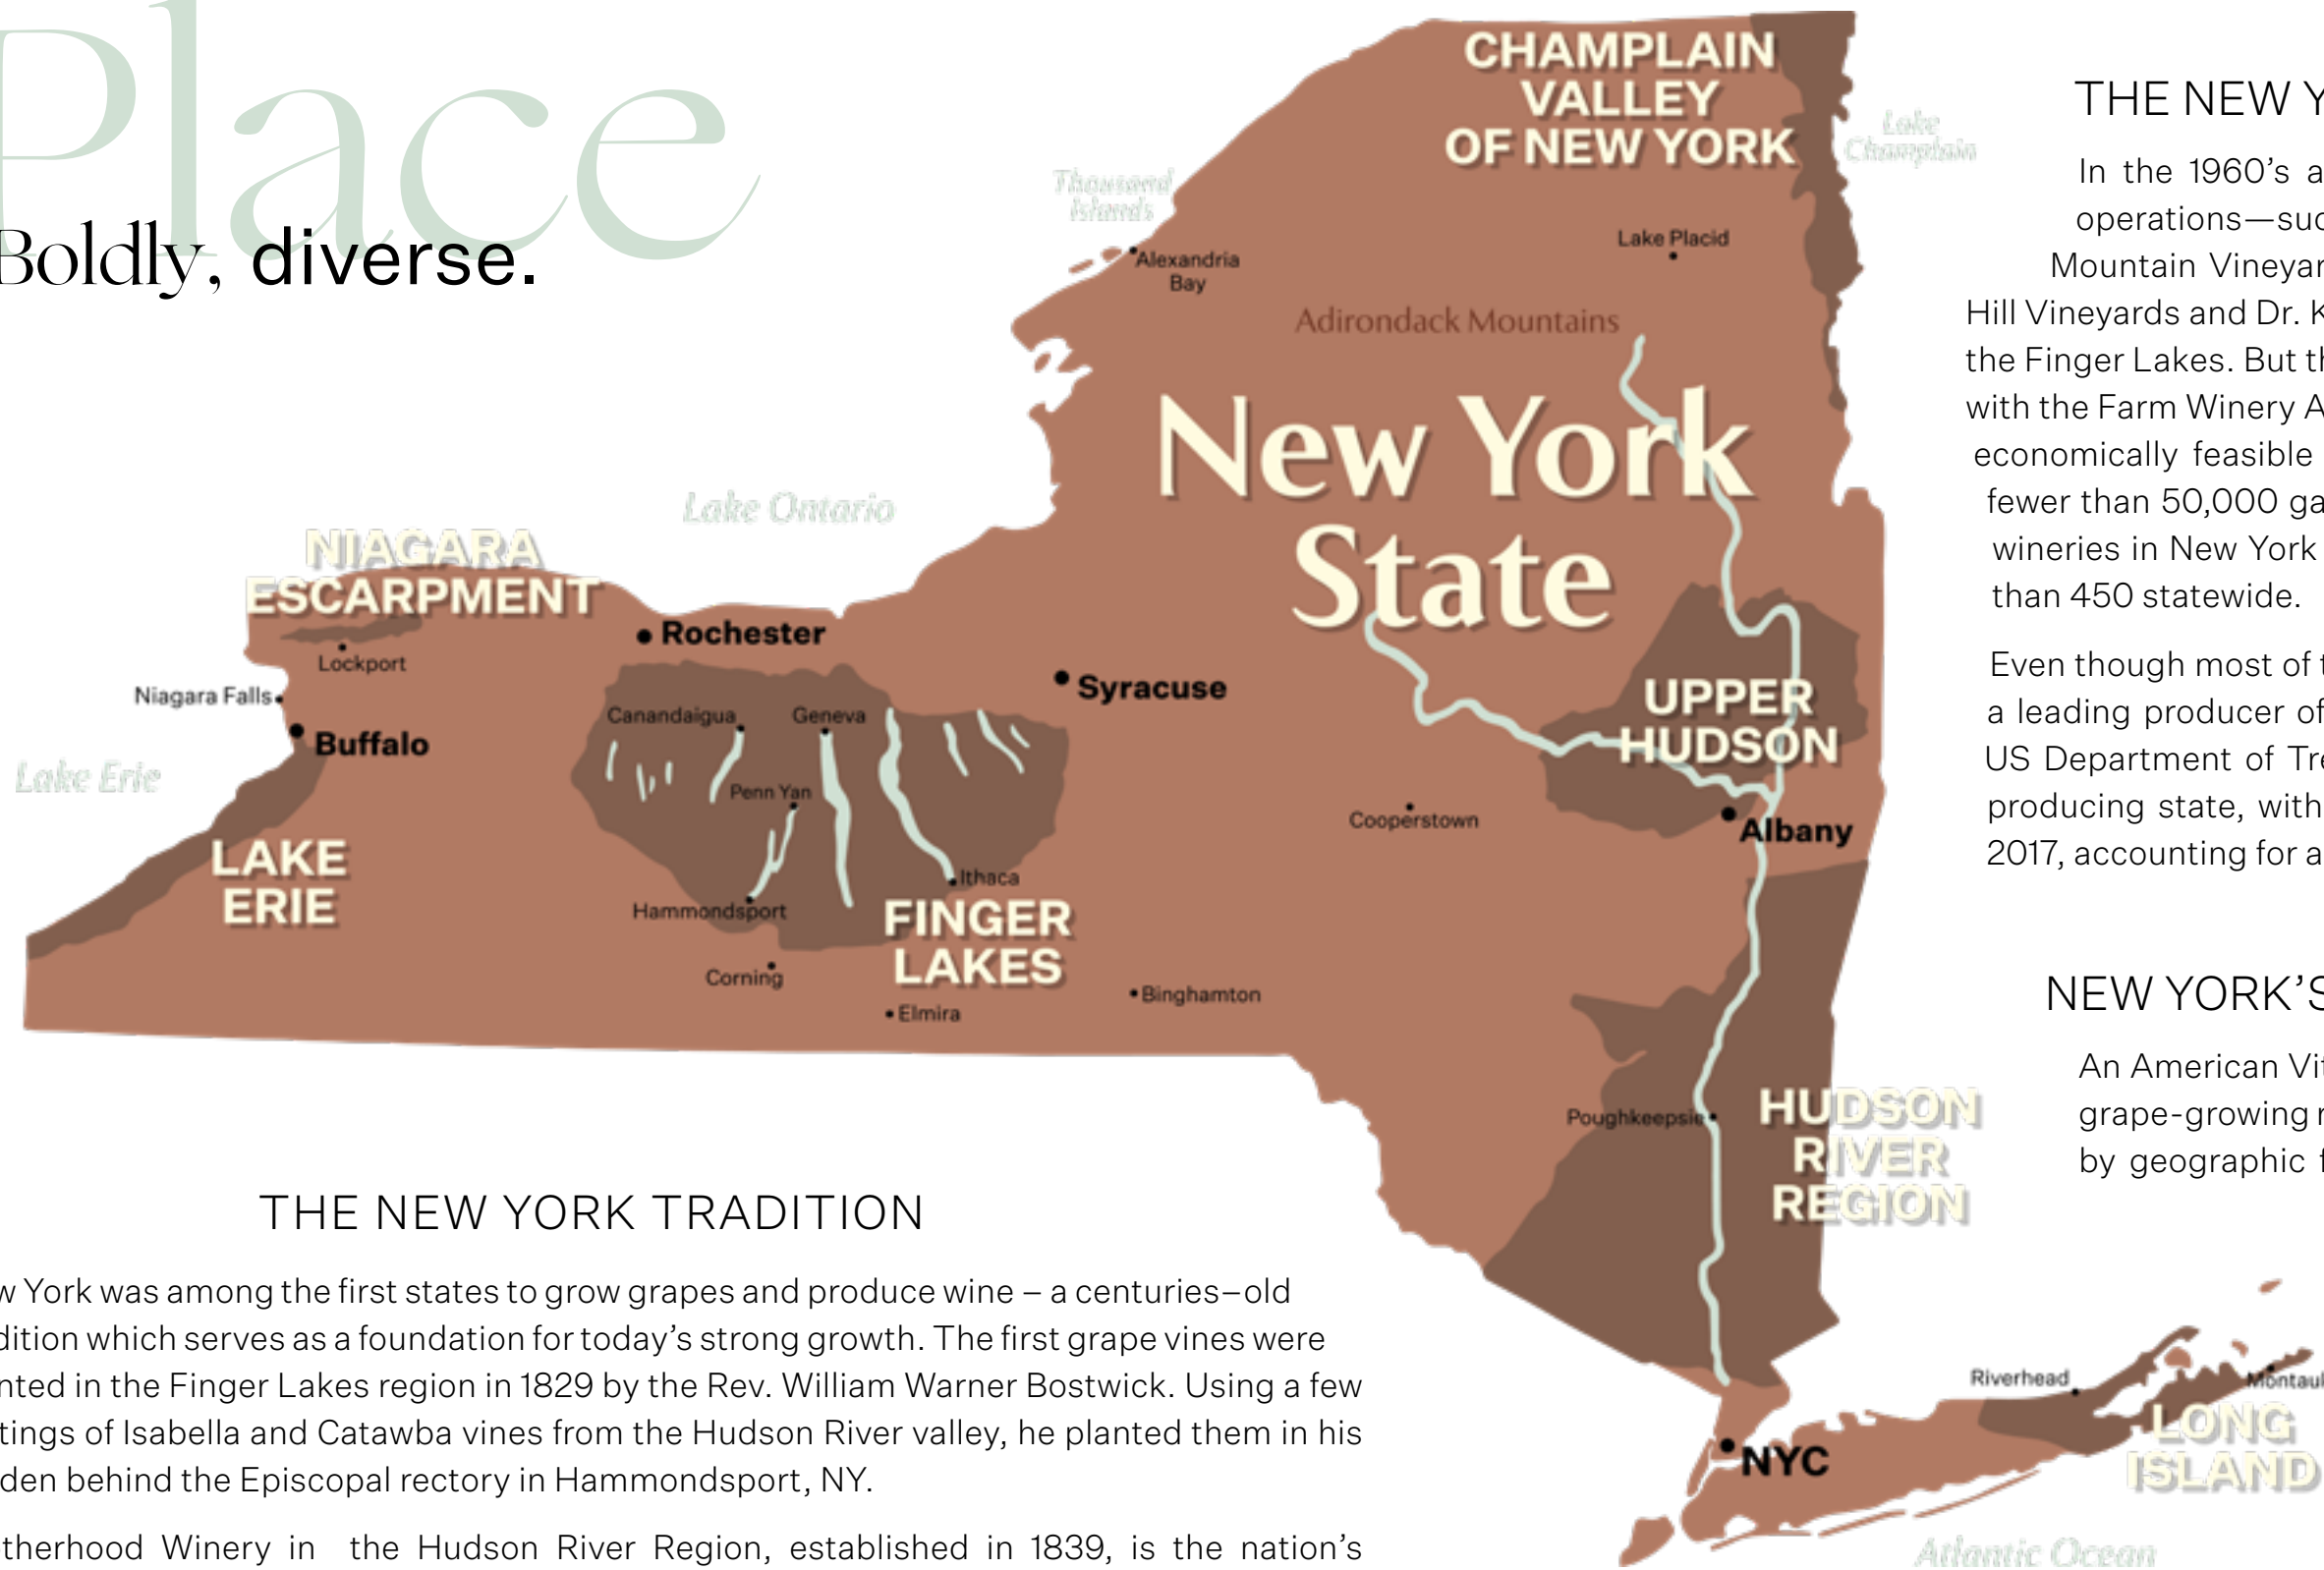 Place
Boldly, diverse.
CHAMPLAIN
VALLEY
OF NEW YORK
Lake
Champlain
Thousand
Islands
Alexandria
Bay
Lake Placid
Adirondack Mountains
New York
State
Lake Ontario
NIAGARA
ESCARPMENT
Lockport
Niagara Falls
Buffalo
Rochester
Syracuse
Canandaigua
Geneva
Penn Yan
Lake Erie
LAKE
ERIE
Hammondsport
Ithaca
FINGER
LAKES
Corning
Elmira
Binghamton
Cooperstown
UPPER
HUDSON
Albany
Poughkeepsie
HUDSON
RIVER
REGION
Riverhead
Montau
LONG
ISLAND
NYC
Atlantic Ocean
THE NEW YORK TRADITION
w York was among the first states to grow grapes and produce wine – a centuries–old
dition which serves as a foundation for today’s strong growth. The first grape vines were
nted in the Finger Lakes region in 1829 by the Rev. William Warner Bostwick. Using a few
tings of Isabella and Catawba vines from the Hudson River valley, he planted them in his
den behind the Episcopal rectory in Hammondsport, NY.
otherhood Winery in the Hudson River Region, established in 1839, is the nation’s
THE NEW Y
In the 1960’s a
operations—suc
Mountain Vineyar
Hill Vineyards and Dr. K
the Finger Lakes. But th
with the Farm Winery A
economically feasible
fewer than 50,000 ga
wineries in New York
than 450 statewide.
Even though most of t
a leading producer of
US Department of Tre
producing state, with
2017, accounting for a
NEW YORK’S
An American Vit
grape-growing r
by geographic f